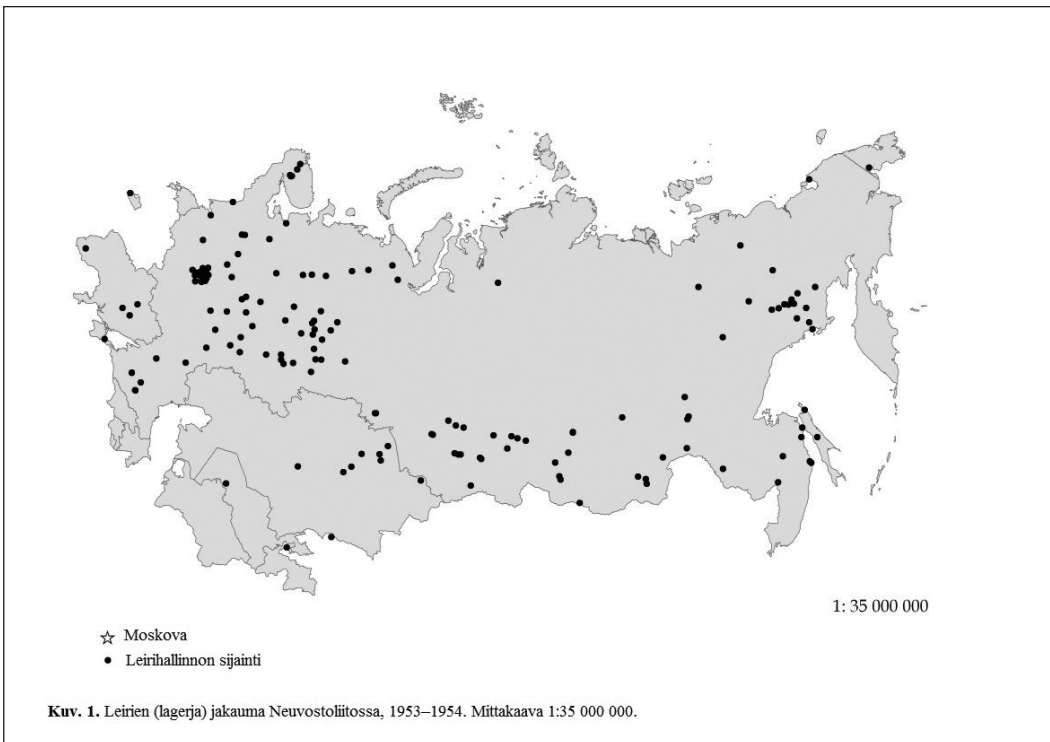 1: 35 000 000
Moskova
Leirihallinnon sijainti
Kuv. 1. Leirien (lagerja) jakauma Neuvostoliitossa, 1953–1954. Mittakaava 1:35 000 000.